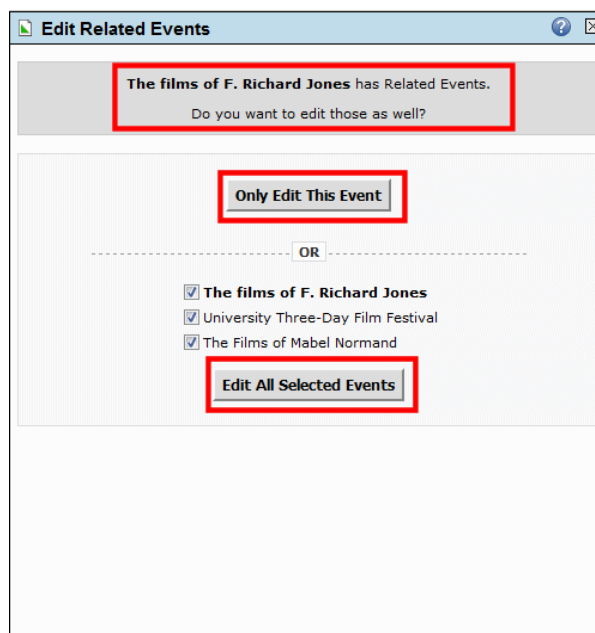 Edit Related Events
The films of F. Richard Jones has Related Events.
Do you want to edit those as well?
Only Edit This Event
OR
The films of F. Richard Jones
University Three-Day Film Festival
The Films of Mabel Normand
Edit All Selected Events